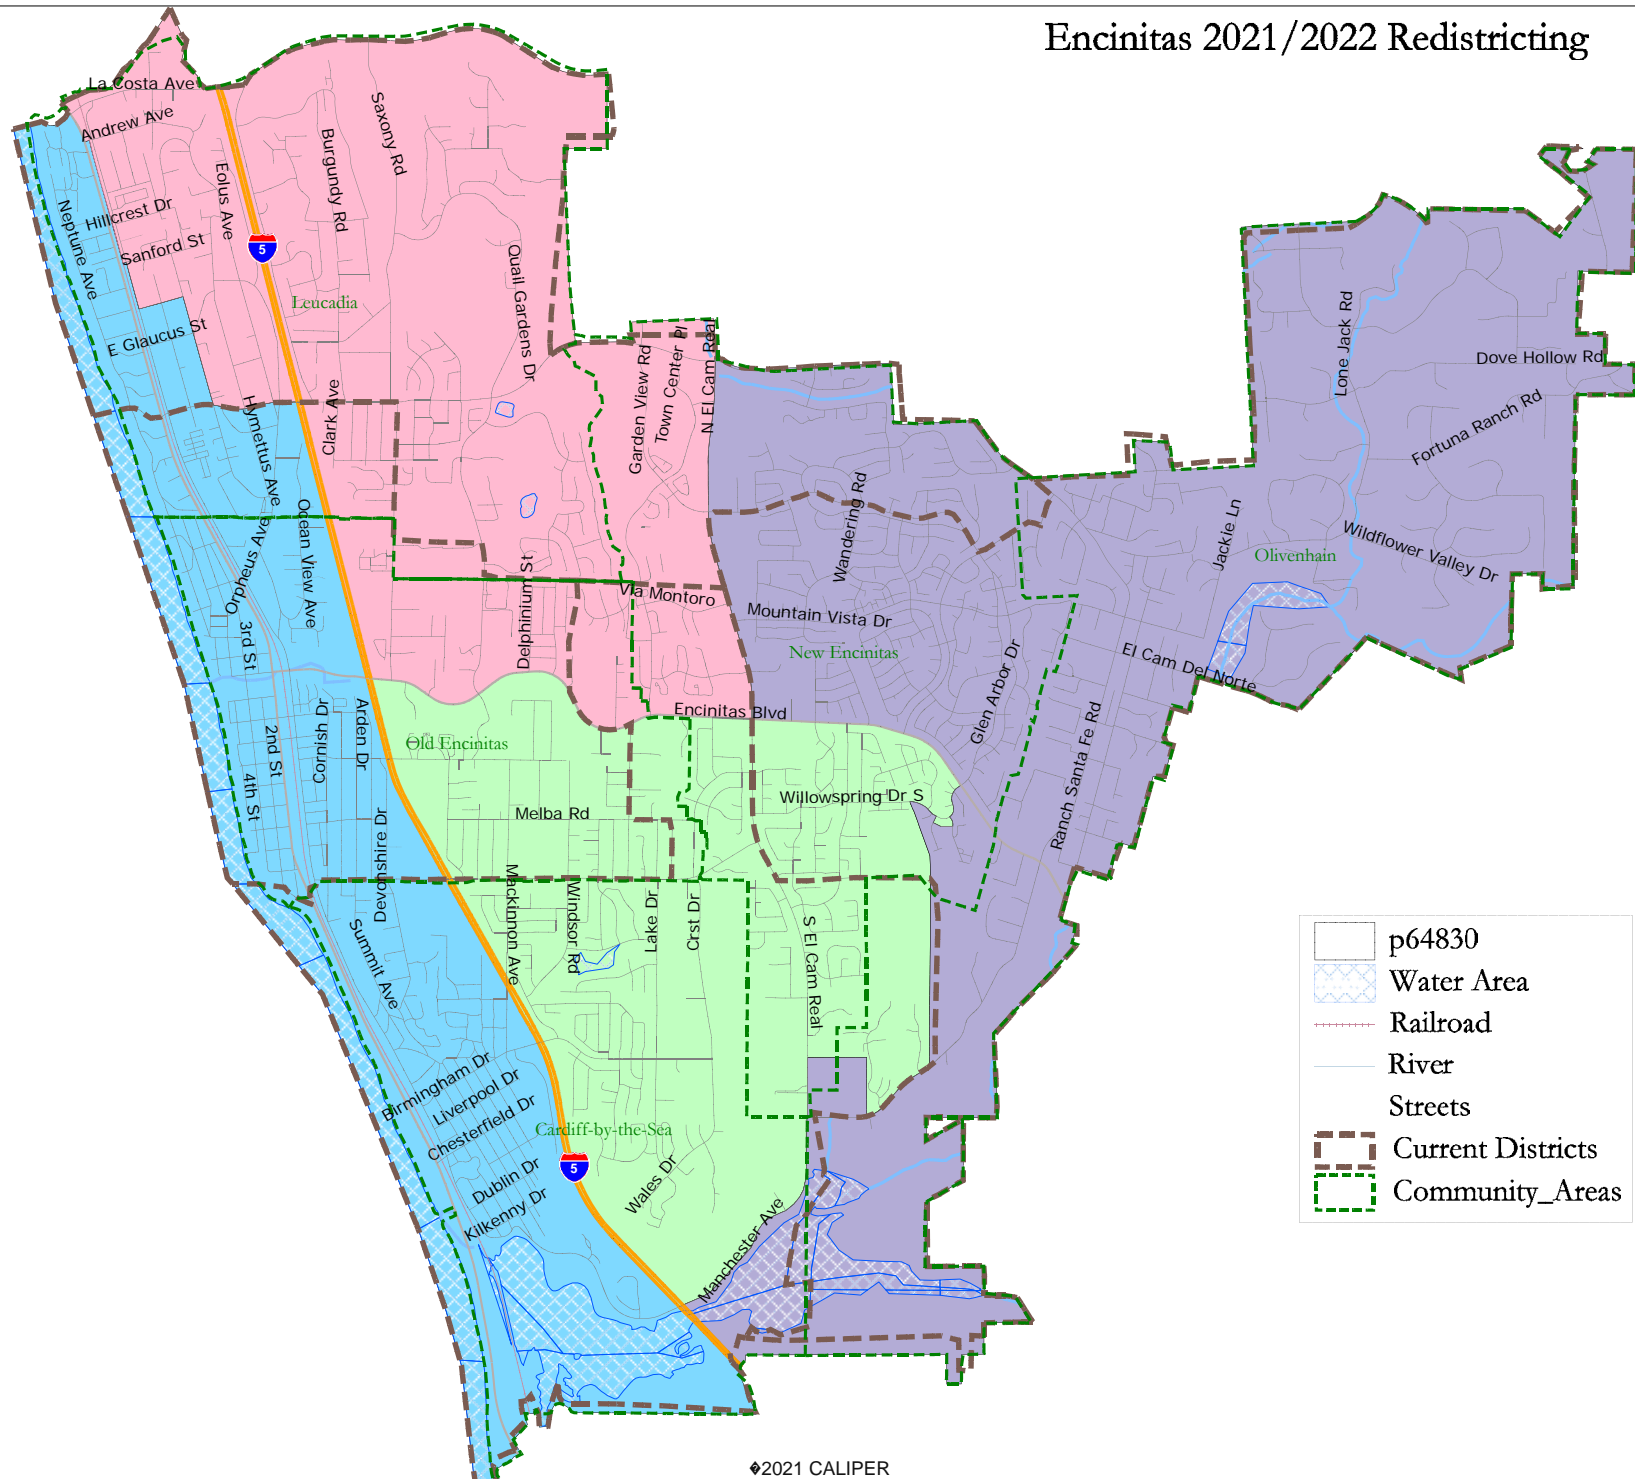 Encinitas 2021/2022 Redistricting
La Costa Ave
Andrew Ave
Saxony Rd
Burgundy Rd
Eolus Ave
Neptune Ave
Hillcrest Dr
Sanford St
5
Quail Gardens Dr
Leucadia
E Glaucus St
Garden View Rd
Town Center Pl
N El Cam Real
Lone Jack Rd
Dove Hollow Rd
Fortuna Ranch Rd
Clark Ave
Hymettus Ave
Wandering Rd
Jackie Ln
Wildflower Valley Dr
Olivenhain
Ocean View Ave
Orpheus Ave
Delphinium St
Via Montoro
Mountain Vista Dr
New Encinitas
3rd St
El Cam Del Norte
Glen Arbor Dr
Encinitas Blvd
Ranch Santa Fe Rd
Cornish Dr
Arden Dr
2nd St
Old Encinitas
4th St
Willowspring Dr S
Melba Rd
Devonshire Dr
Mackinnon Ave
Windsor Rd
Lake Dr
Crst Dr
S El Cam Real
Summit Ave
Birmingham Dr
Liverpool Dr
Chesterfield Dr
Cardiff-by-the-Sea
5
Dublin Dr
Kilkenny Dr
Wales Dr
Manchester Ave
p64830
Water Area
Railroad
River
Streets
Current Districts
Community_Areas
�2021 CALIPER